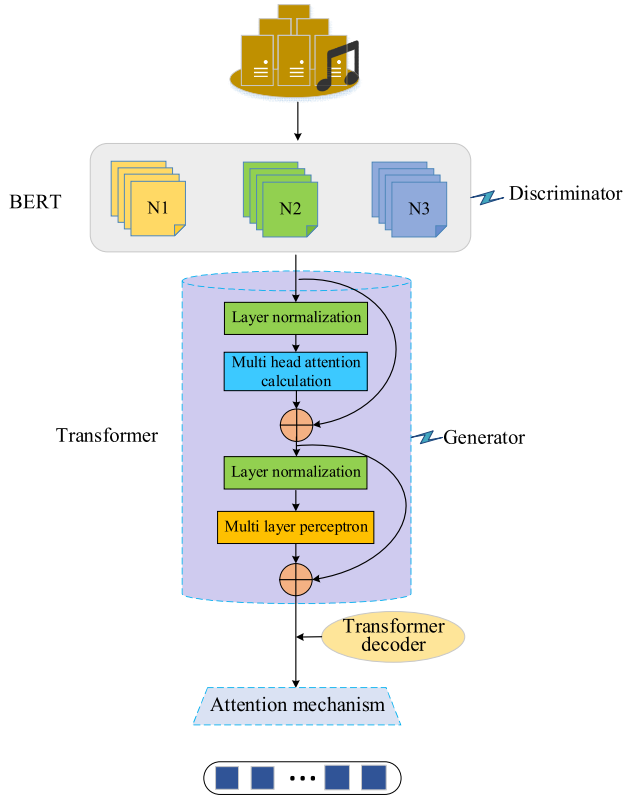 BERT
N1
N2
N3
Discriminator
Layer normalization
Multi head attention
calculation
Transformer
Generator
Layer normalization
Multi layer perceptron
Transformer
decoder
Attention mechanism